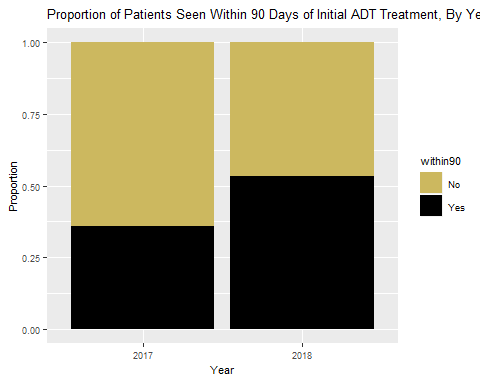 Proportion of Patients Seen Within 90 Days of Initial ADT Treatment, By Ye
1.00
0.75
0.50
0.25
0.00
Proportion
2017
2018
Year
within90
No
Yes